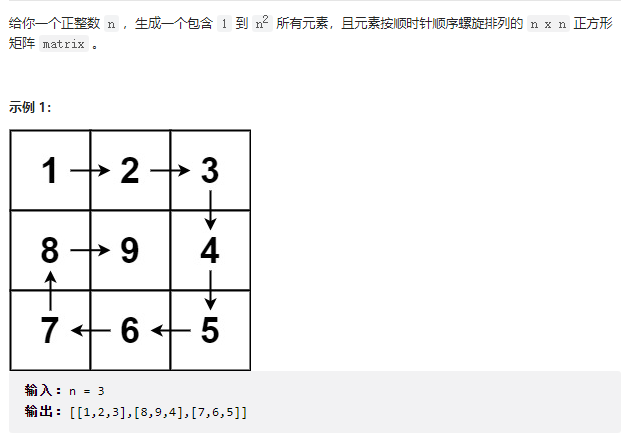 给你一个正整数 n ，生成一个包含 1 到 n² 所有元素，且元素按顺时针顺序螺旋排列的 n x n 正方形
矩阵 matrix 。
示例 1：
1 2 3
8 9 4
7 6 5
输入：n = 3
输出：[[1,2,3],[8,9,4],[7,6,5]]